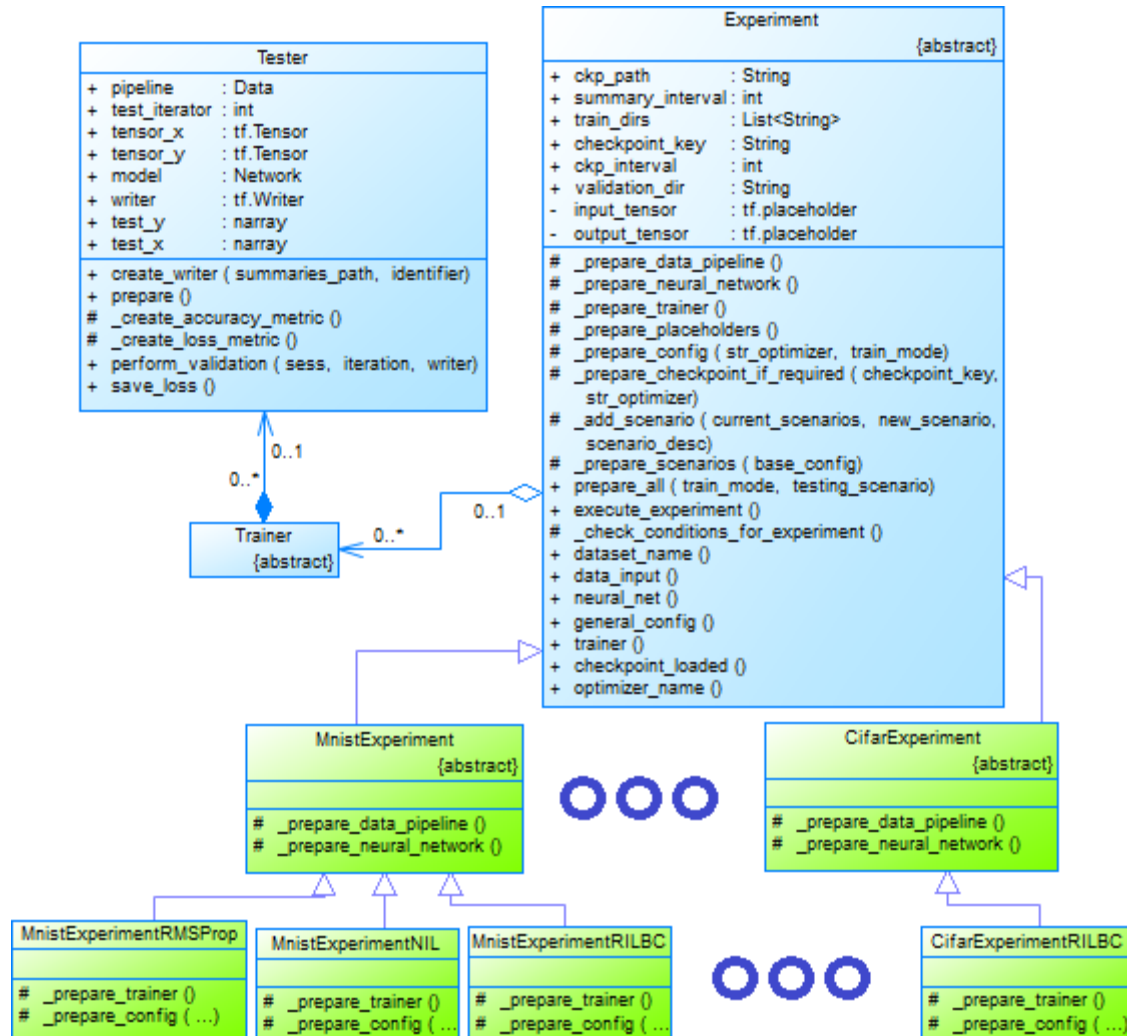 Tester
+ pipeline : Data
+ test_iterator : int
+ tensor_x : tf.Tensor
+ tensor_y : tf.Tensor
+ model : Network
+ writer : tf.Writer
+ test_y : narray
+ test_x : narray
+ create_writer ( summaries_path, identifier)
+ prepare ()
# _create_accuracy_metric ()
# _create_loss_metric ()
+ perform_validation ( sess, iteration, writer)
+ save_loss ()
0..1
0..*
Trainer
{abstract}
0..*
0..1
Experiment
{abstract}
+ ckp_path : String
+ summary_interval : int
+ train_dirs : List<String>
+ checkpoint_key : String
+ ckp_interval : int
+ validation_dir : String
- input_tensor : tf.placeholder
- output_tensor : tf.placeholder
# _prepare_data_pipeline ()
# _prepare_neural_network ()
# _prepare_trainer ()
# _prepare_placeholders ()
# _prepare_config ( str_optimizer, train_mode)
# _prepare_checkpoint_if_required ( checkpoint_key,
str_optimizer)
# _add_scenario ( current_scenarios, new_scenario,
scenario_desc)
# _prepare_scenarios ( base_config)
+ prepare_all ( train_mode, testing_scenario)
+ execute_experiment ()
# _check_conditions_for_experiment ()
+ dataset_name ()
+ data_input ()
+ neural_net ()
+ general_config ()
+ trainer ()
+ checkpoint_loaded ()
+ optimizer_name ()
MnistExperiment
{abstract}
# _prepare_data_pipeline ()
# _prepare_neural_network ()
CifarExperiment
{abstract}
# _prepare_data_pipeline ()
# _prepare_neural_network ()
MnistExperimentRMSProp
# _prepare_trainer ()
# _prepare_config ( ...)
MnistExperimentNIL
# _prepare_trainer ()
# _prepare_config ( ...
MnistExperimentRILBC
# _prepare_trainer ()
# _prepare_config ( ...
CifarExperimentRILBC
# _prepare_trainer ()
# _prepare_config ( ...)